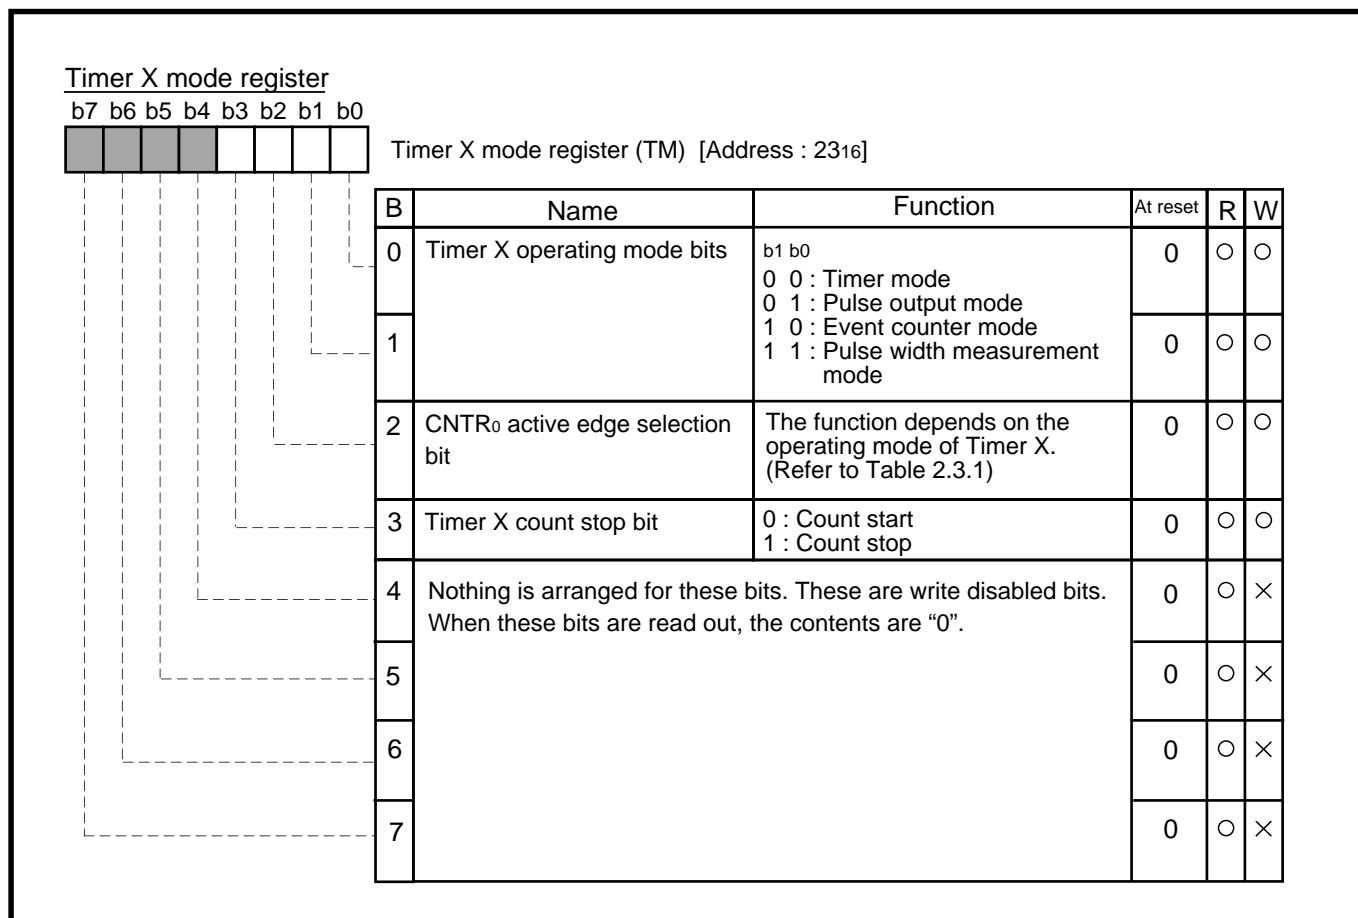 Timer X mode register
b7 b6 b5 b4 b3 b2 b1 b0
Timer X mode register (TM) [Address : 2316]
B Name Function At reset R W
0 Timer X operating mode bits b1 b0 0 ○ ○
0 0 : Timer mode
0 1 : Pulse output mode
1 0 : Event counter mode
1 1 1 : Pulse width measurement 0 ○ ○
mode
2 CNTR0 active edge selection The function depends on the 0 ○ ○
bit operating mode of Timer X.
(Refer to Table 2.3.1)
3 Timer X count stop bit 0 : Count start 0 ○ ○
1 : Count stop
4 Nothing is arranged for these bits. These are write disabled bits. 0 ○ ×
When these bits are read out, the contents are “0”.
5 0 ○ ×
6 0 ○ ×
7 0 ○ ×